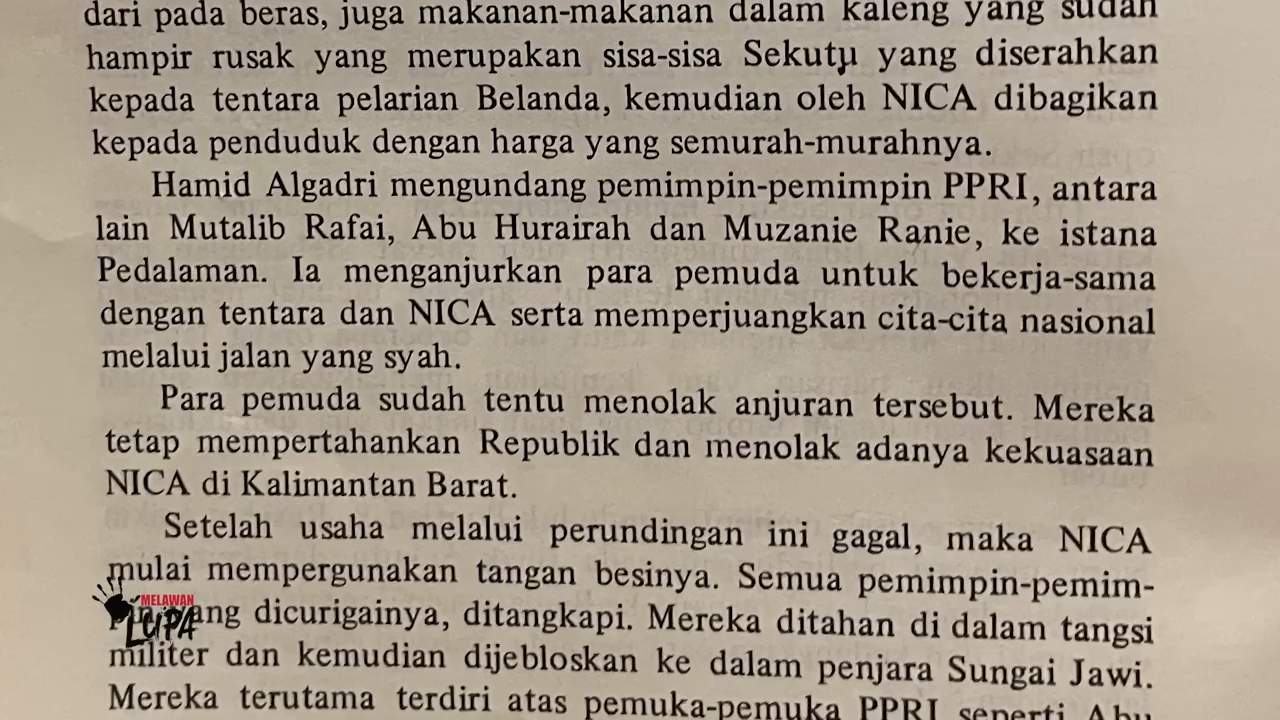 dari pada beras, juga makanan-makanan dalam kaleng yang sudah
hampir rusak yang merupakan sisa-sisa Sekutu yang diserahkan
kepada tentara pelarian Belanda, kemudian oleh NICA dibagikan
kepada penduduk dengan harga yang semurah-murahnya.
Hamid Algadri mengundang pemimpin-pemimpin PPRI, antara
lain Mutalib Rafai, Abu Hurairah dan Muzanie Ranie, ke istana
Pedalaman. Ia menganjurkan para pemuda untuk bekerja-sama
dengan tentara dan NICA serta memperjuangkan cita-cita nasional
melalui jalan yang syah.
Para pemuda sudah tentu menolak anjuran tersebut. Mereka
tetap mempertahankan Republik dan menolak adanya kekuasaan
NICA di Kalimantan Barat.
Setelah usaha melalui perundingan ini gagal, maka NICA
mulai mempergunakan tangan besinya. Semua pemimpin-pemim-
pin yang dicurigainya, ditangkapi. Mereka ditahan di dalam tangsi
militer dan kemudian dijebloskan ke dalam penjara Sungai Jawi.
Mereka terutama terdiri atas pemuka-pemuka PPRI seperti Abu
MELAWAN
LUPA